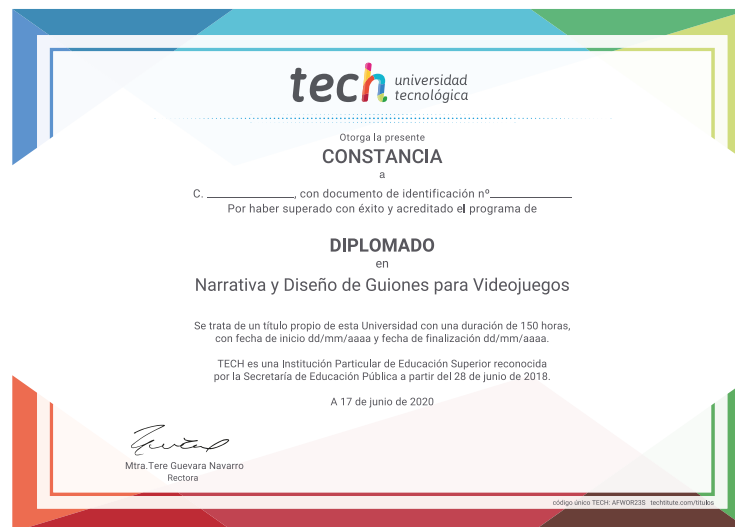 tech universidad
tecnológica
Otorga la presente
CONSTANCIA
a
C. ________________, con documento de identificación nº______________
Por haber superado con éxito y acreditado el programa de
DIPLOMADO
en
Narrativa y Diseño de Guiones para Videojuegos
Se trata de un título propio de esta Universidad con una duración de 150 horas,
con fecha de inicio dd/mm/aaaa y fecha de finalización dd/mm/aaaa.
TECH es una Institución Particular de Educación Superior reconocida
por la Secretaría de Educación Pública a partir del 28 de junio de 2018.
A 17 de junio de 2020
Mtra.Tere Guevara Navarro
Rectora
código único TECH: AFWOR235 techtitute.com/titulos